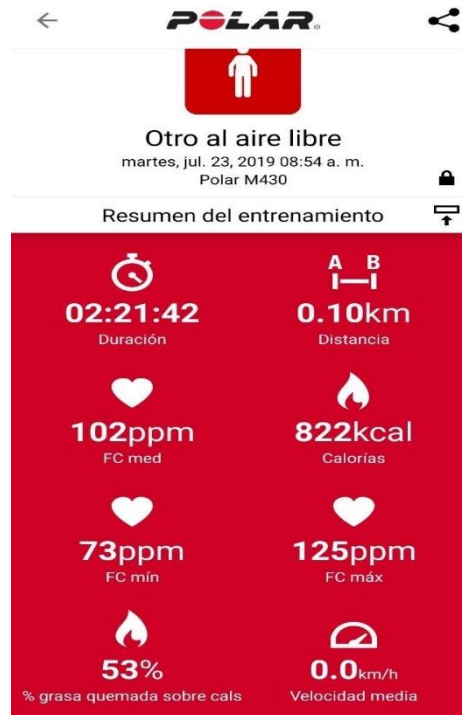 POLAR
Otro al aire libre
martes, jul. 23, 2019 08:54 a. m.
Polar M430
Resumen del entrenamiento
A B
02:21:42 0.10km
Duración Distancia
102ppm 822kcal
FC med Calorías
73ppm 125ppm
FC mín FC máx
53% 0.0km/h
% grasa quemada sobre cals Velocidad media